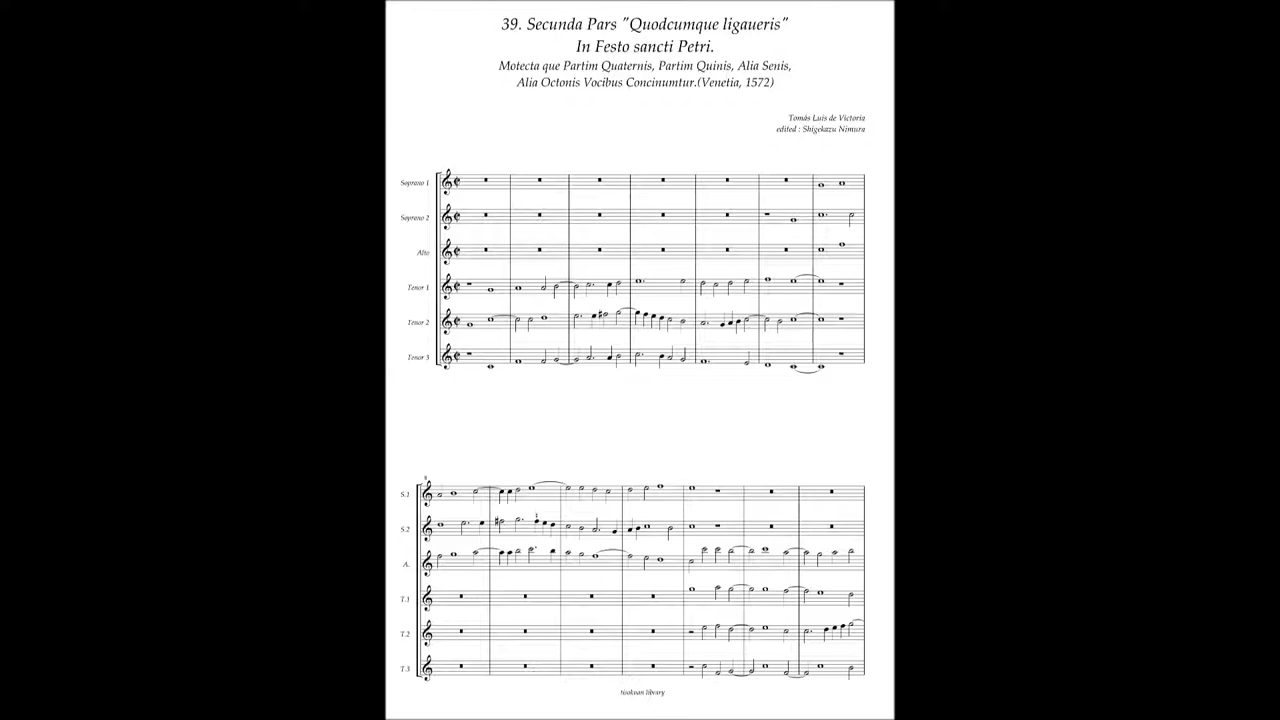 39. Secunda Pars "Quodcumque ligaueris"
In Festo sancti Petri.
Motecta que Partim Quaternis, Partim Quinis, Alia Senis,
Alia Octonis Vocibus Concinumtur.(Venetia, 1572)
Tomás Luis de Victoria
edited : Shigekazu Nimura
Soprano 1
Soprano 2
Alto
Tenor 1
Tenor 2
Tenor 3
8
S.1
S.2
A.
T.1
T.2
T.3
tisokuan library